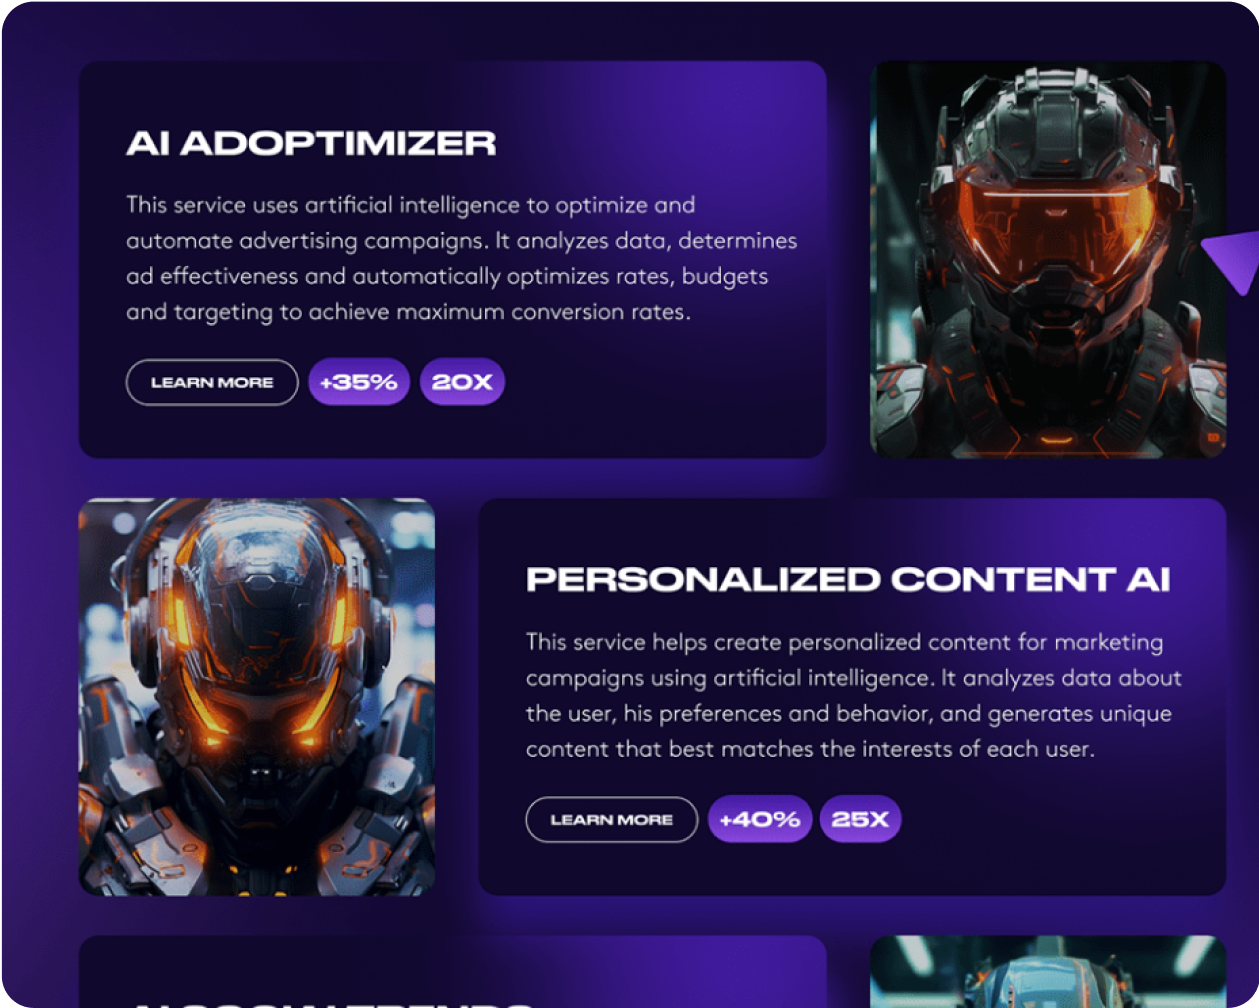 AI ADOPTIMIZER
This service uses artificial intelligence to optimize and
automate advertising campaigns. It analyzes data, determines
ad effectiveness and automatically optimizes rates, budgets
and targeting to achieve maximum conversion rates.
LEARN MORE +35% 20X
PERSONALIZED CONTENT AI
This service helps create personalized content for marketing
campaigns using artificial intelligence. It analyzes data about
the user, his preferences and behavior, and generates unique
content that best matches the interests of each user.
LEARN MORE +40% 25X